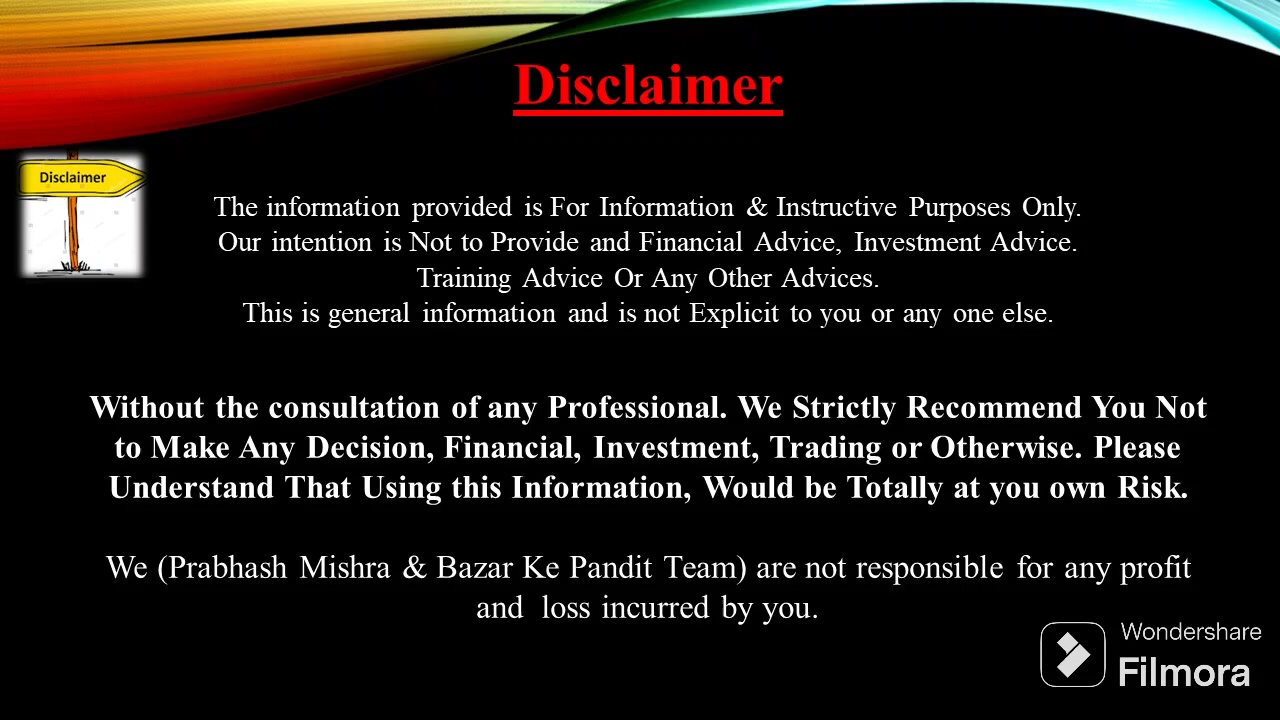 Disclaimer
Disclaimer
The information provided is For Information & Instructive Purposes Only.
Our intention is Not to Provide and Financial Advice, Investment Advice.
Training Advice Or Any Other Advices.
This is general information and is not Explicit to you or any one else.
Without the consultation of any Professional. We Strictly Recommend You Not
to Make Any Decision, Financial, Investment, Trading or Otherwise. Please
Understand That Using this Information, Would be Totally at you own Risk.
We (Prabhash Mishra & Bazar Ke Pandit Team) are not responsible for any profit
and loss incurred by you.
Wondershare
Filmora